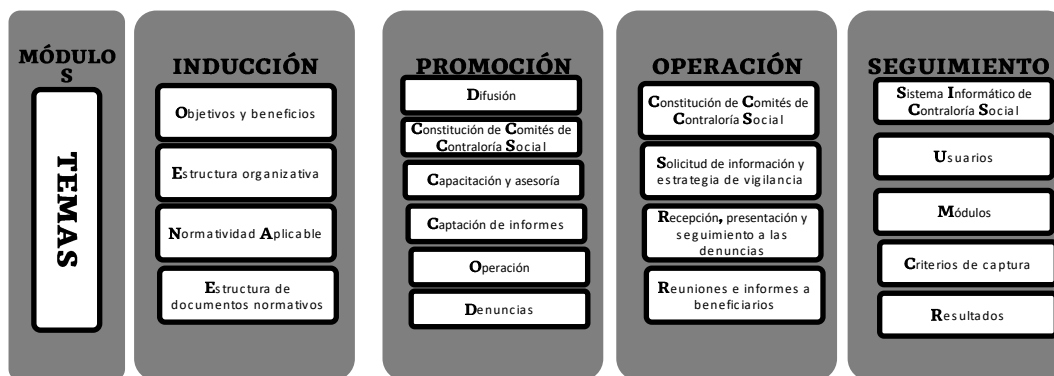 MÓDULO
S
TEMAS
INDUCCIÓN
Objetivos y beneficios
Estructura organizativa
Normatividad Aplicable
Estructura de
documentos normativos
PROMOCIÓN
Difusión
Constitución de Comités de
Contraloría Social
Capacitación y asesoría
Captación de informes
Operación
Denuncias
OPERACIÓN
Constitución de Comités de
Contraloría Social
Solicitud de información y
estrategia de vigilancia
Recepción, presentación y
seguimiento a las
denuncias
Reuniones e informes a
beneficiarios
SEGUIMIENTO
Sistema Informático de
Contraloría Social
Usuarios
Módulos
Criterios de captura
Resultados